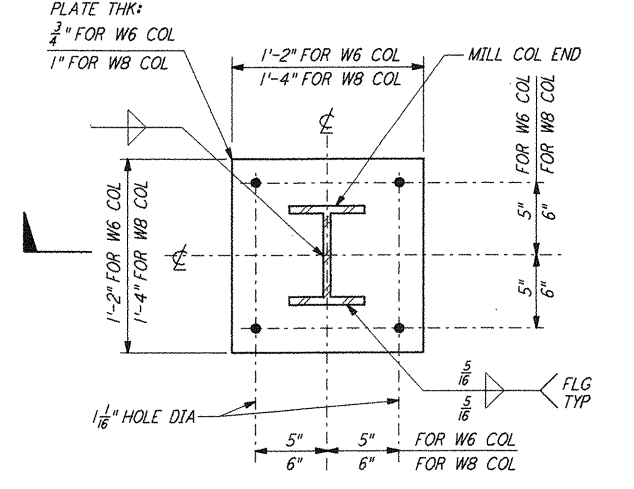 PLATE THK:
3/4" FOR W6 COL
1" FOR W8 COL
1'-2" FOR W6 COL
1'-4" FOR W8 COL
MILL COL END
FOR W6 COL
FOR W8 COL
℄
1'-2" FOR W6 COL
1'-4" FOR W8 COL
℄
5"
6"
5"
6"
5/16
5/16
FLG
TYP
1 1/16" HOLE DIA
5" 5" FOR W6 COL
6" 6" FOR W8 COL